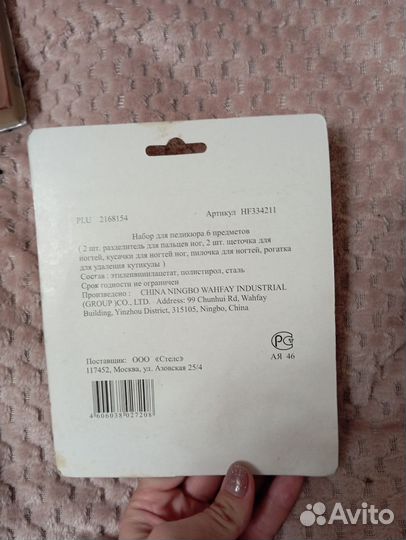 PLU 2168154 Артикул HF334211
Набор для педикюра 6 предметов
( 2 шт. разделитель для пальцев ног, 2 шт. щеточка для
ногтей, кусачки для ногтей ног, пилочка для ногтей, рогатка
для удаления кутикулы )
Состав : этиленвинилацетат, полистирол, сталь
Срок годности не ограничен
Произведено : CHINA NINGBO WAHFAY INDUSTRIAL
(GROUP )CO., LTD. Address: 99 Chunhui Rd, Wahfay
Building, Yinzhou District, 315105, Ningbo, China
Поставщик: ООО «Стелс»
117452, Москва, ул. Азовская 25/4
РСТ
АЯ 46
4606038027208
Avito